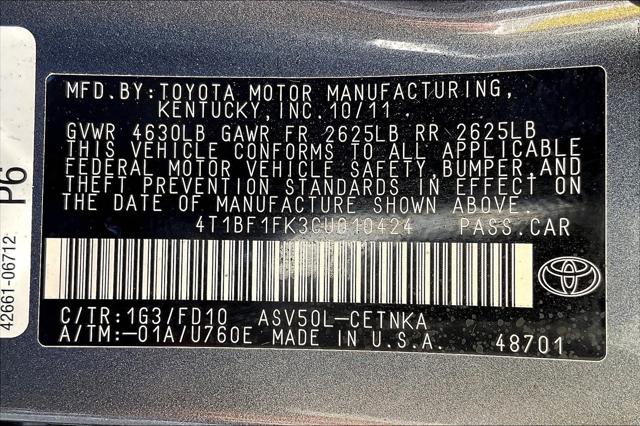 MFD.BY:TOYOTA MOTOR MANUFACTURING,
KENTUCKY,INC.10/11
GVWR 4630LB GAWR FR 2625LB RR 2625LB
THIS VEHICLE CONFORMS TO ALL APPLICABLE
FEDERAL MOTOR VEHICLE SAFETY,BUMPER,AND
THEFT PREVENTION STANDARDS IN EFFECT ON
THE DATE OF MANUFACTURE SHOWN ABOVE.
4T1BF1FK3CU010424 PASS.CAR
C/TR:1G3/FD10 ASV50L-CETNKA
A/TM:-01A/U760E MADE IN U.S.A. 48701
42661-06712 P6